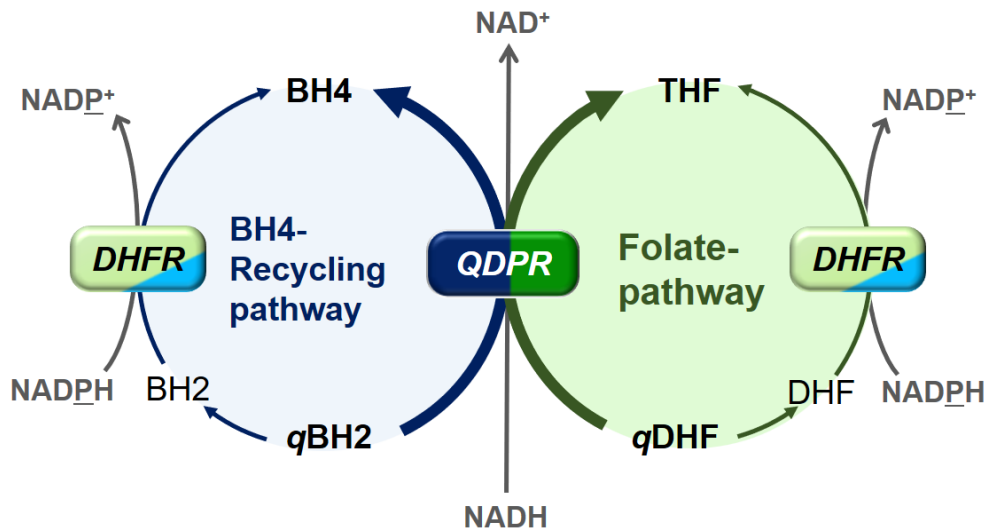 NAD⁺
BH4
THF
NADP⁺
NADP⁺
DHFR
BH4-
Recycling
pathway
QDPR
Folate-
pathway
DHFR
NADPH
BH2
DHF
NADPH
qBH2
qDHF
NADH